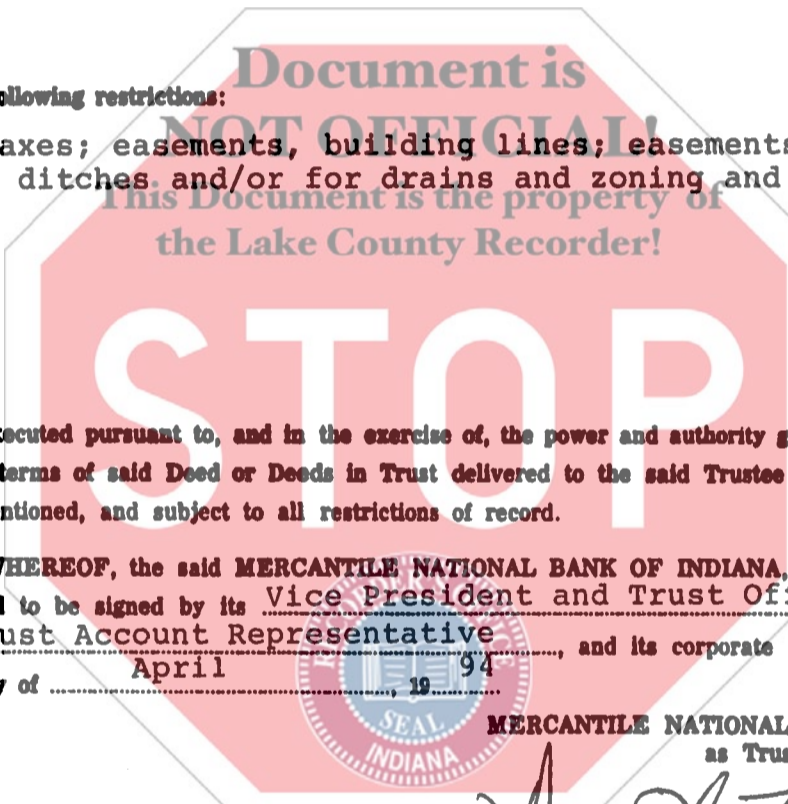 Document is
ollowing restrictions:
NOT OFFICIAL!
axes; easements, building lines; easements
ditches and/or for drains and zoning and
This Document is the property of
the Lake County Recorder!
STOP
ecuted pursuant to, and in the exercise of, the power and authority g
terms of said Deed or Deeds in Trust delivered to the said Trustee
ntioned, and subject to all restrictions of record.
WHEREOF, the said MERCANTILE NATIONAL BANK OF INDIANA,
d to be signed by its Vice President and Trust Offi
ust Account Representative, and its corporate
y of April, 19 94
SEAL
INDIANA
MERCANTILE NATIONAL
as Trus